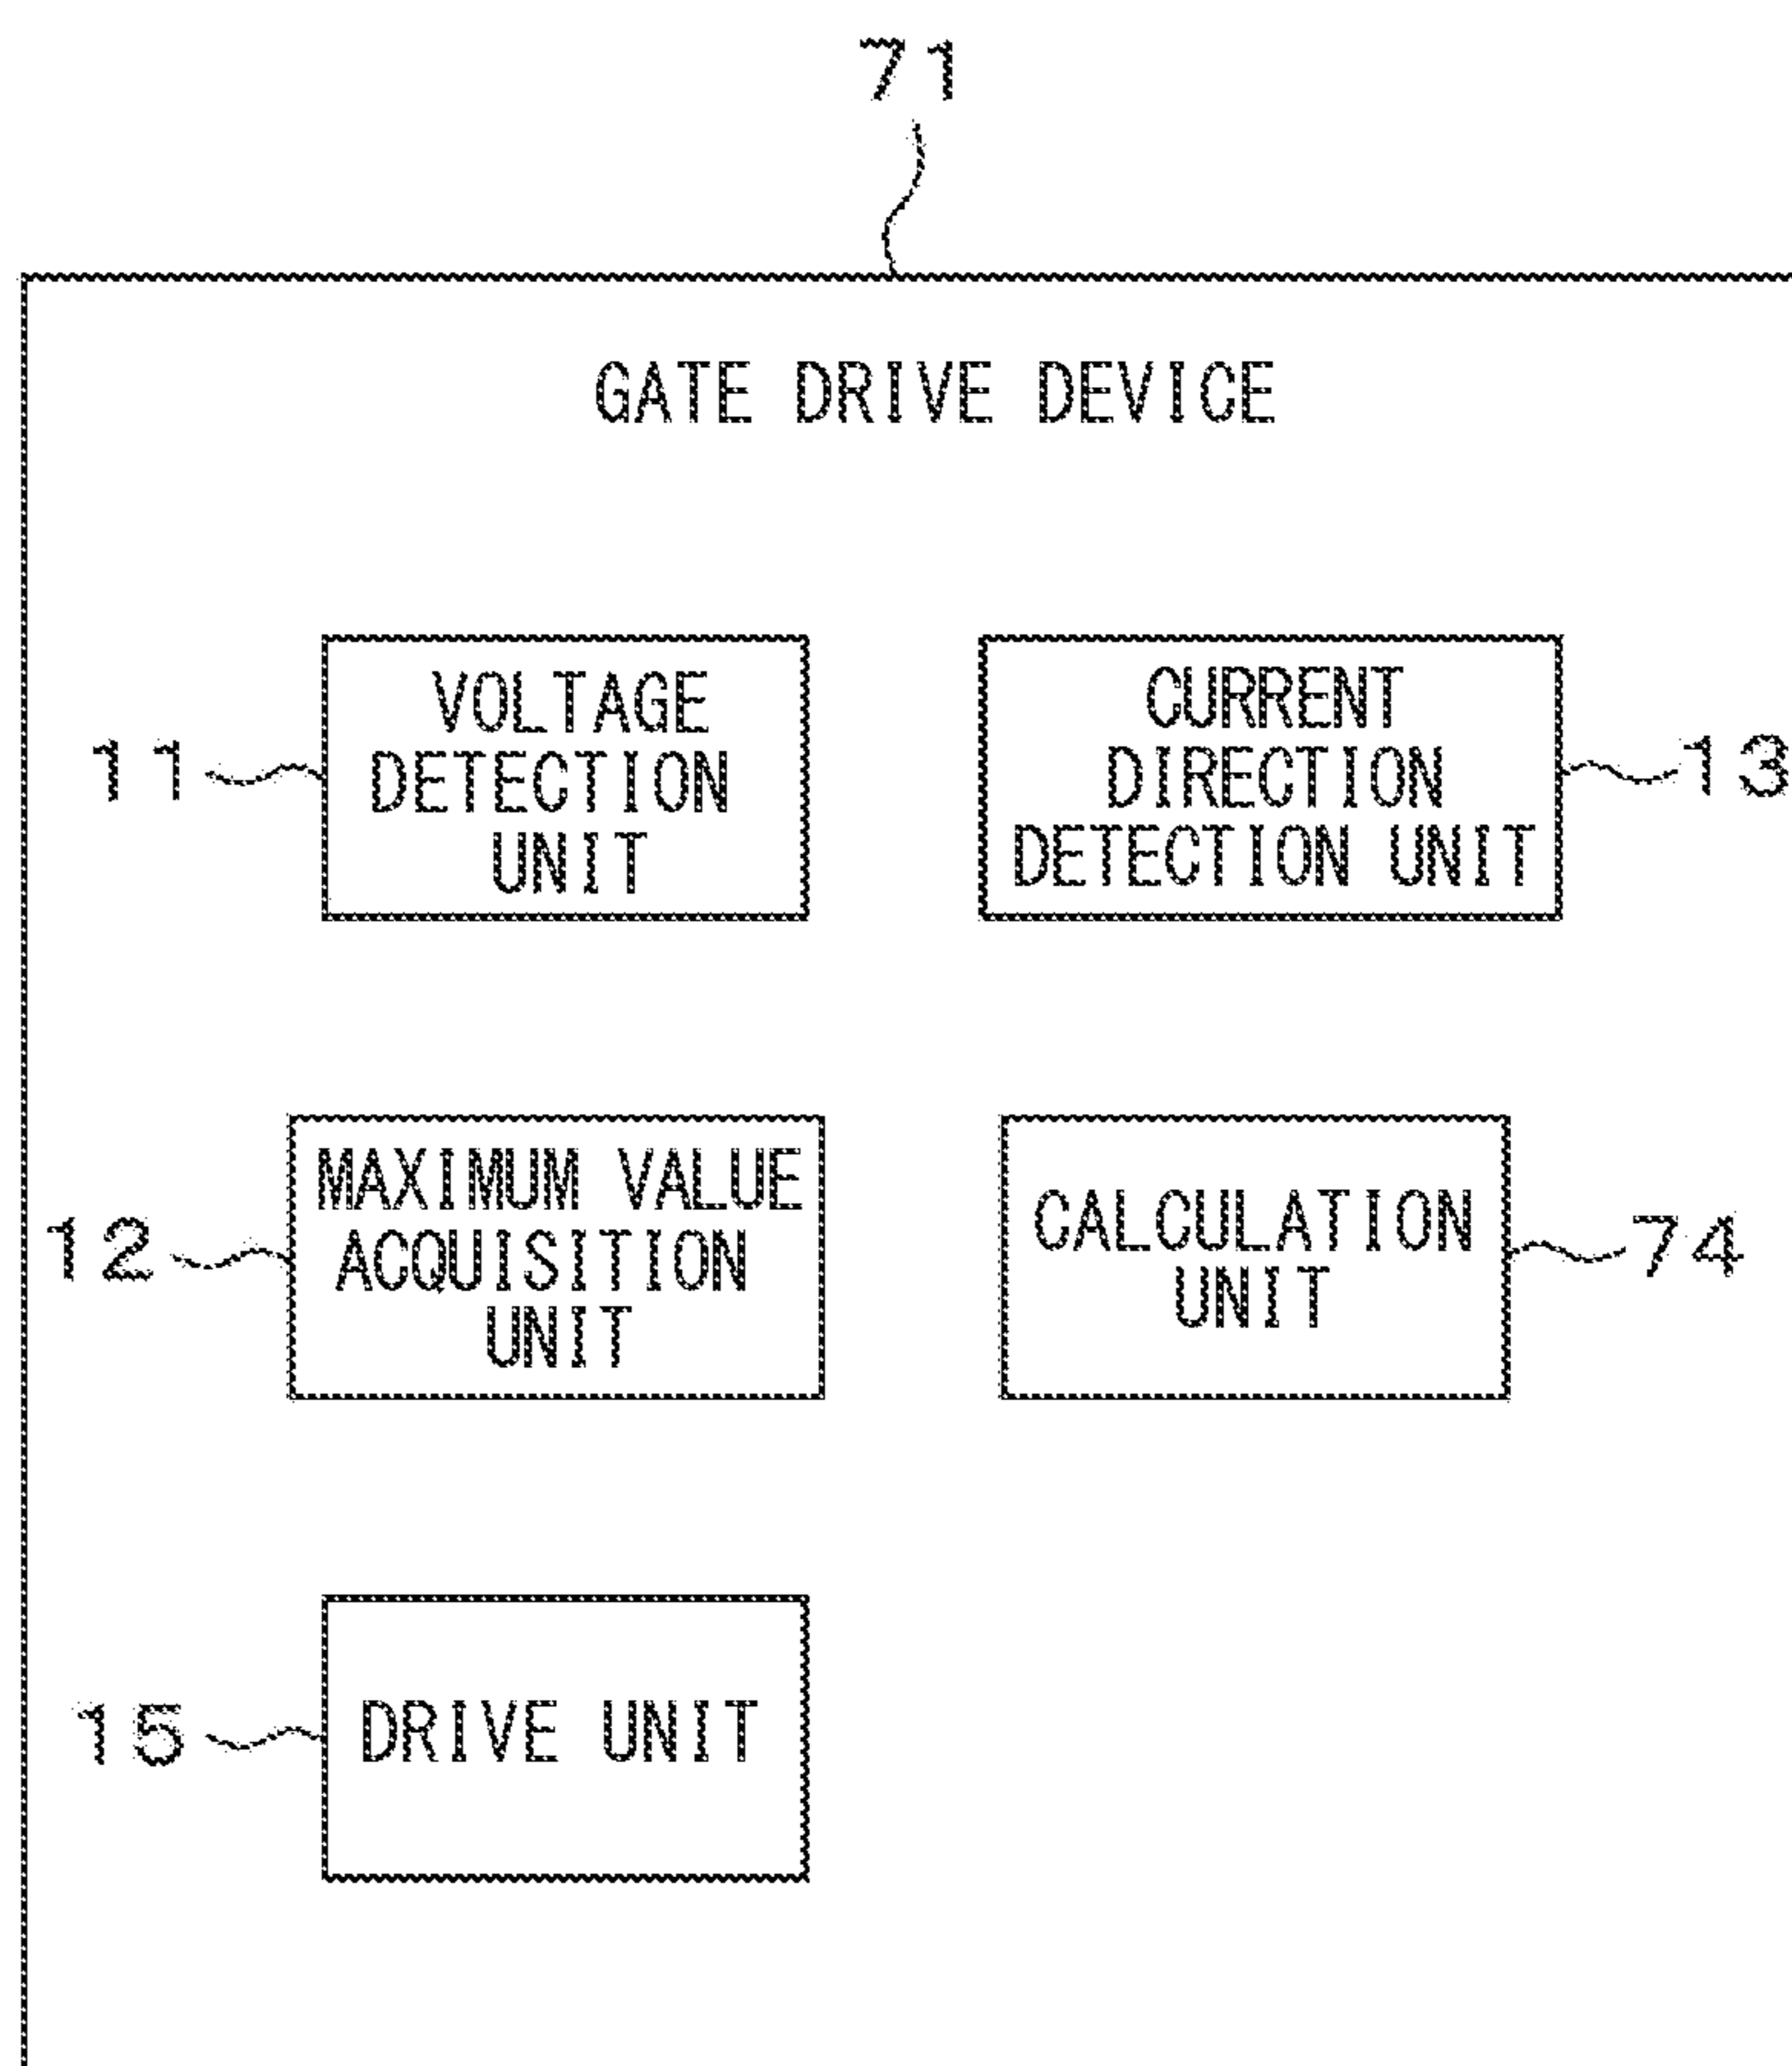 71
GATE DRIVE DEVICE
11
VOLTAGE
DETECTION
UNIT
CURRENT
DIRECTION
DETECTION UNIT
13
12
MAXIMUM VALUE
ACQUISITION
UNIT
CALCULATION
UNIT
74
15
DRIVE UNIT